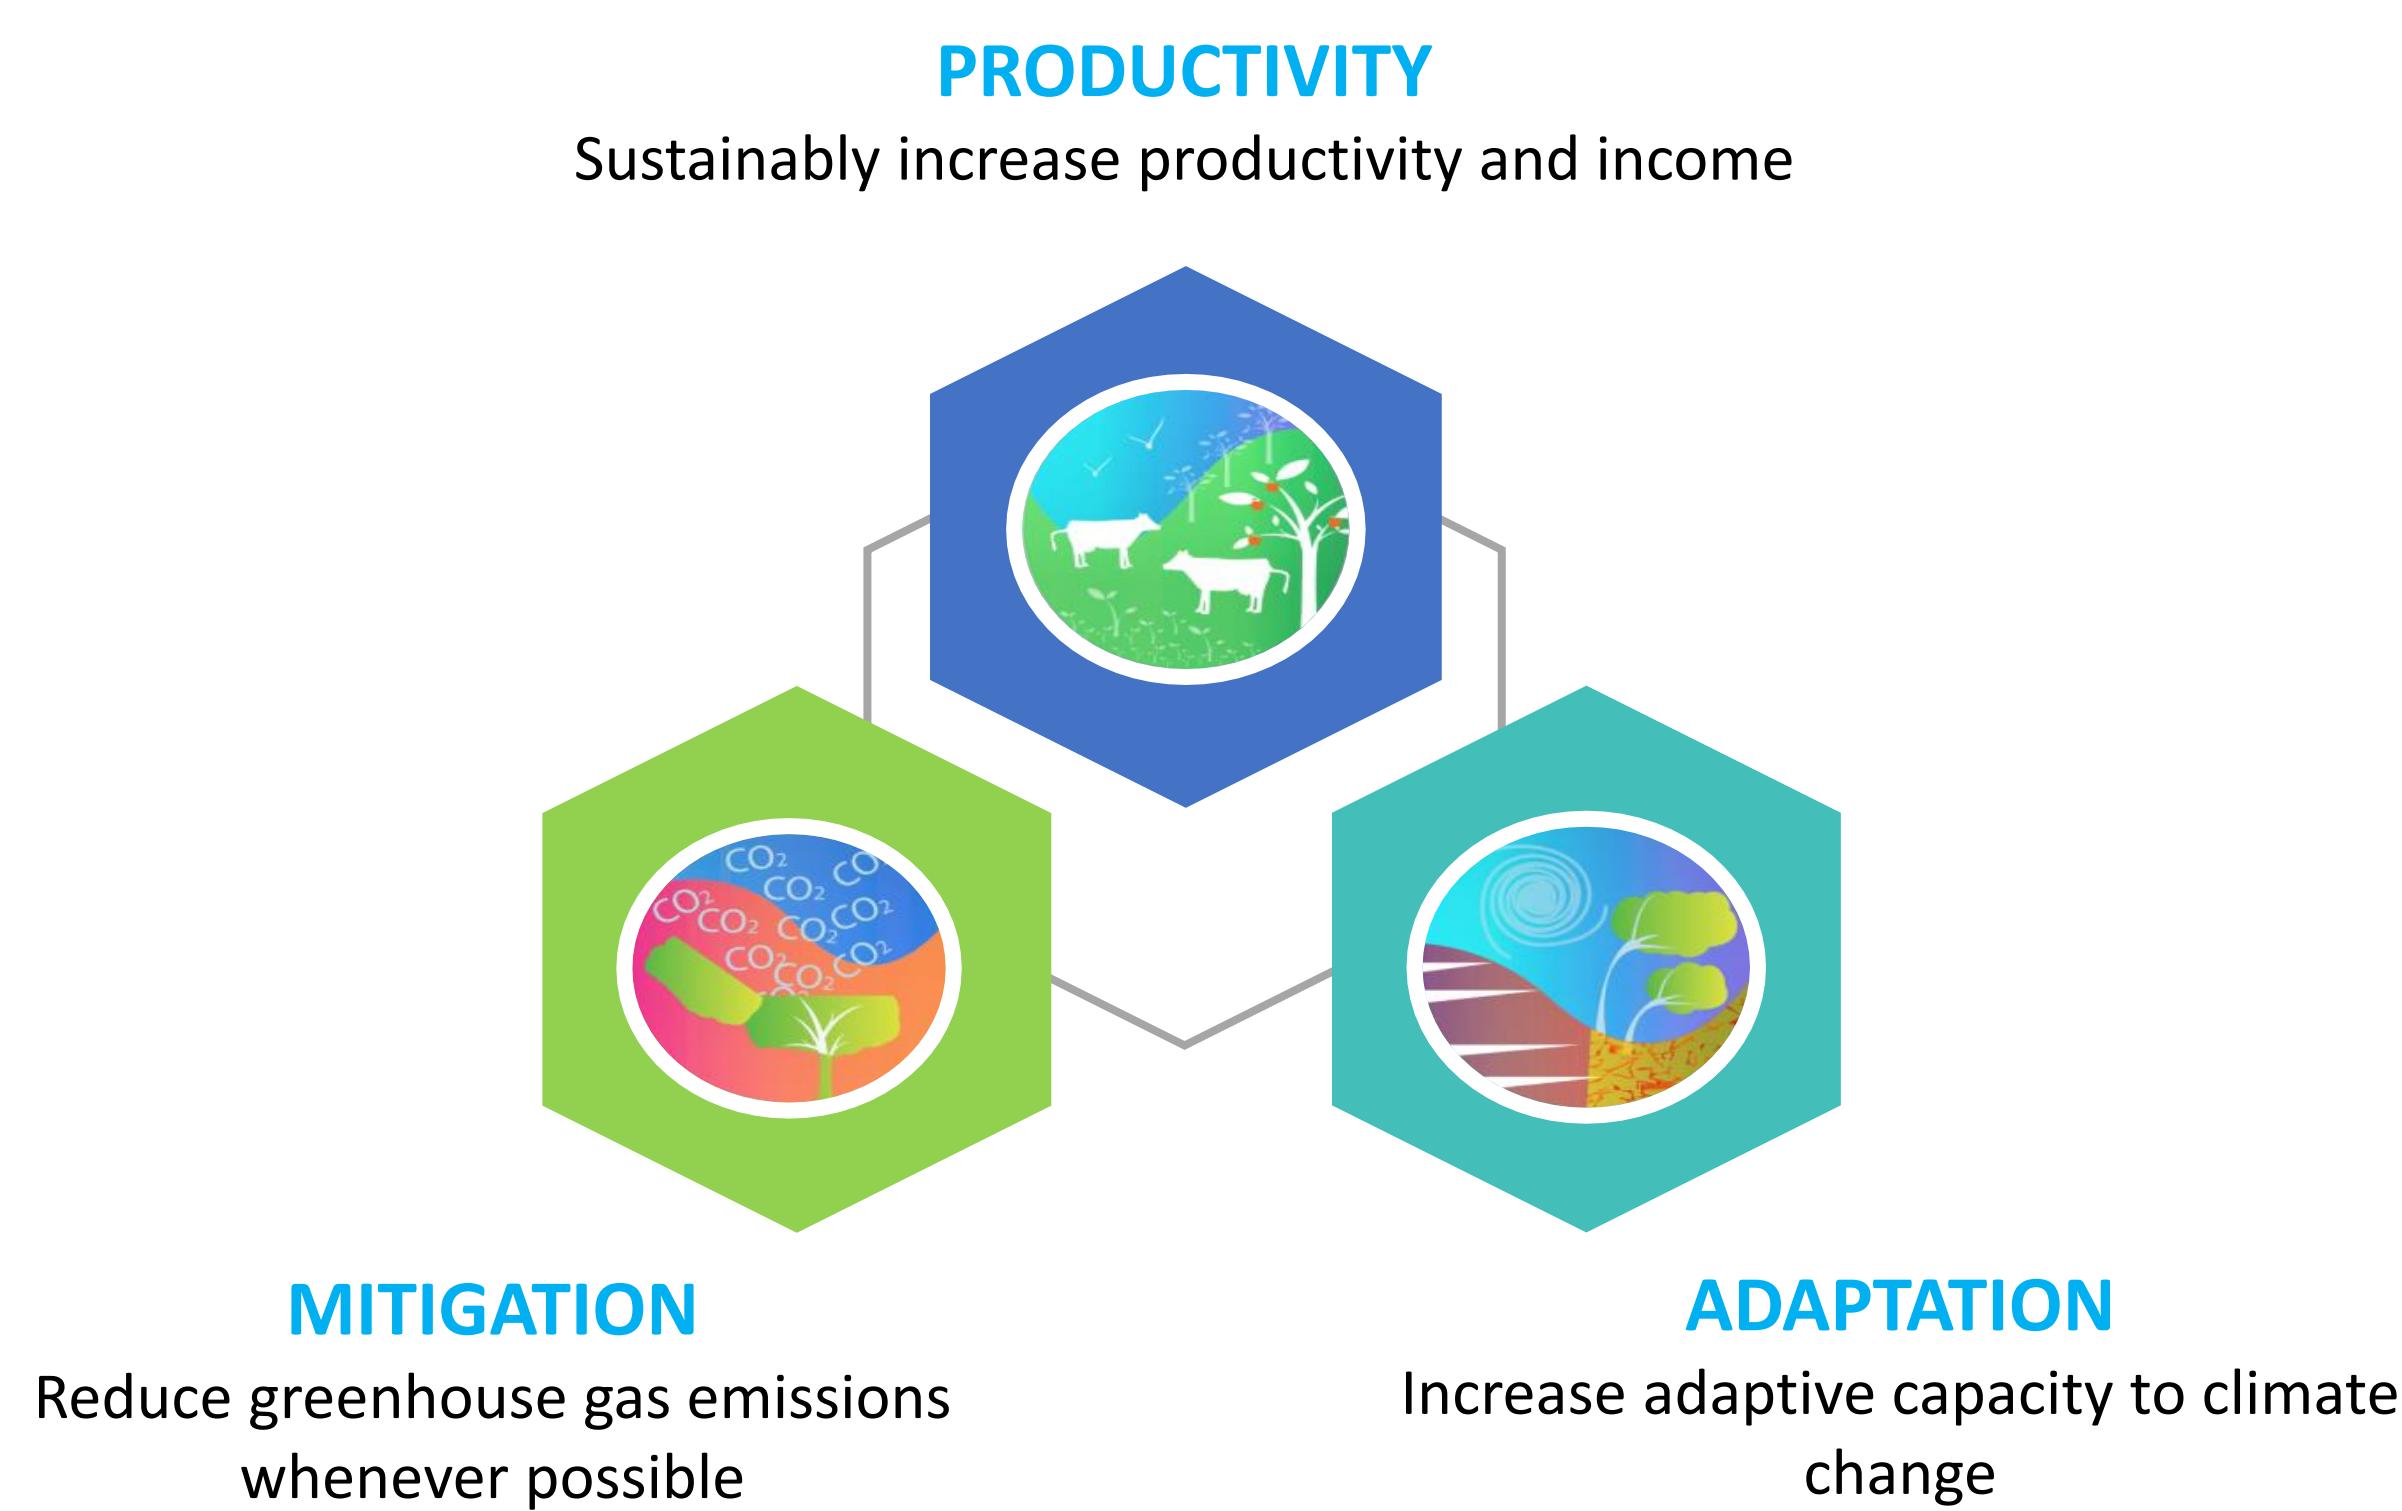 PRODUCTIVITY
Sustainably increase productivity and income
CO2
CO
CO2
CO2
CO2
CO2
CO2
CO2
CO2
CO2
MITIGATION
Reduce greenhouse gas emissions
whenever possible
ADAPTATION
Increase adaptive capacity to climate
change